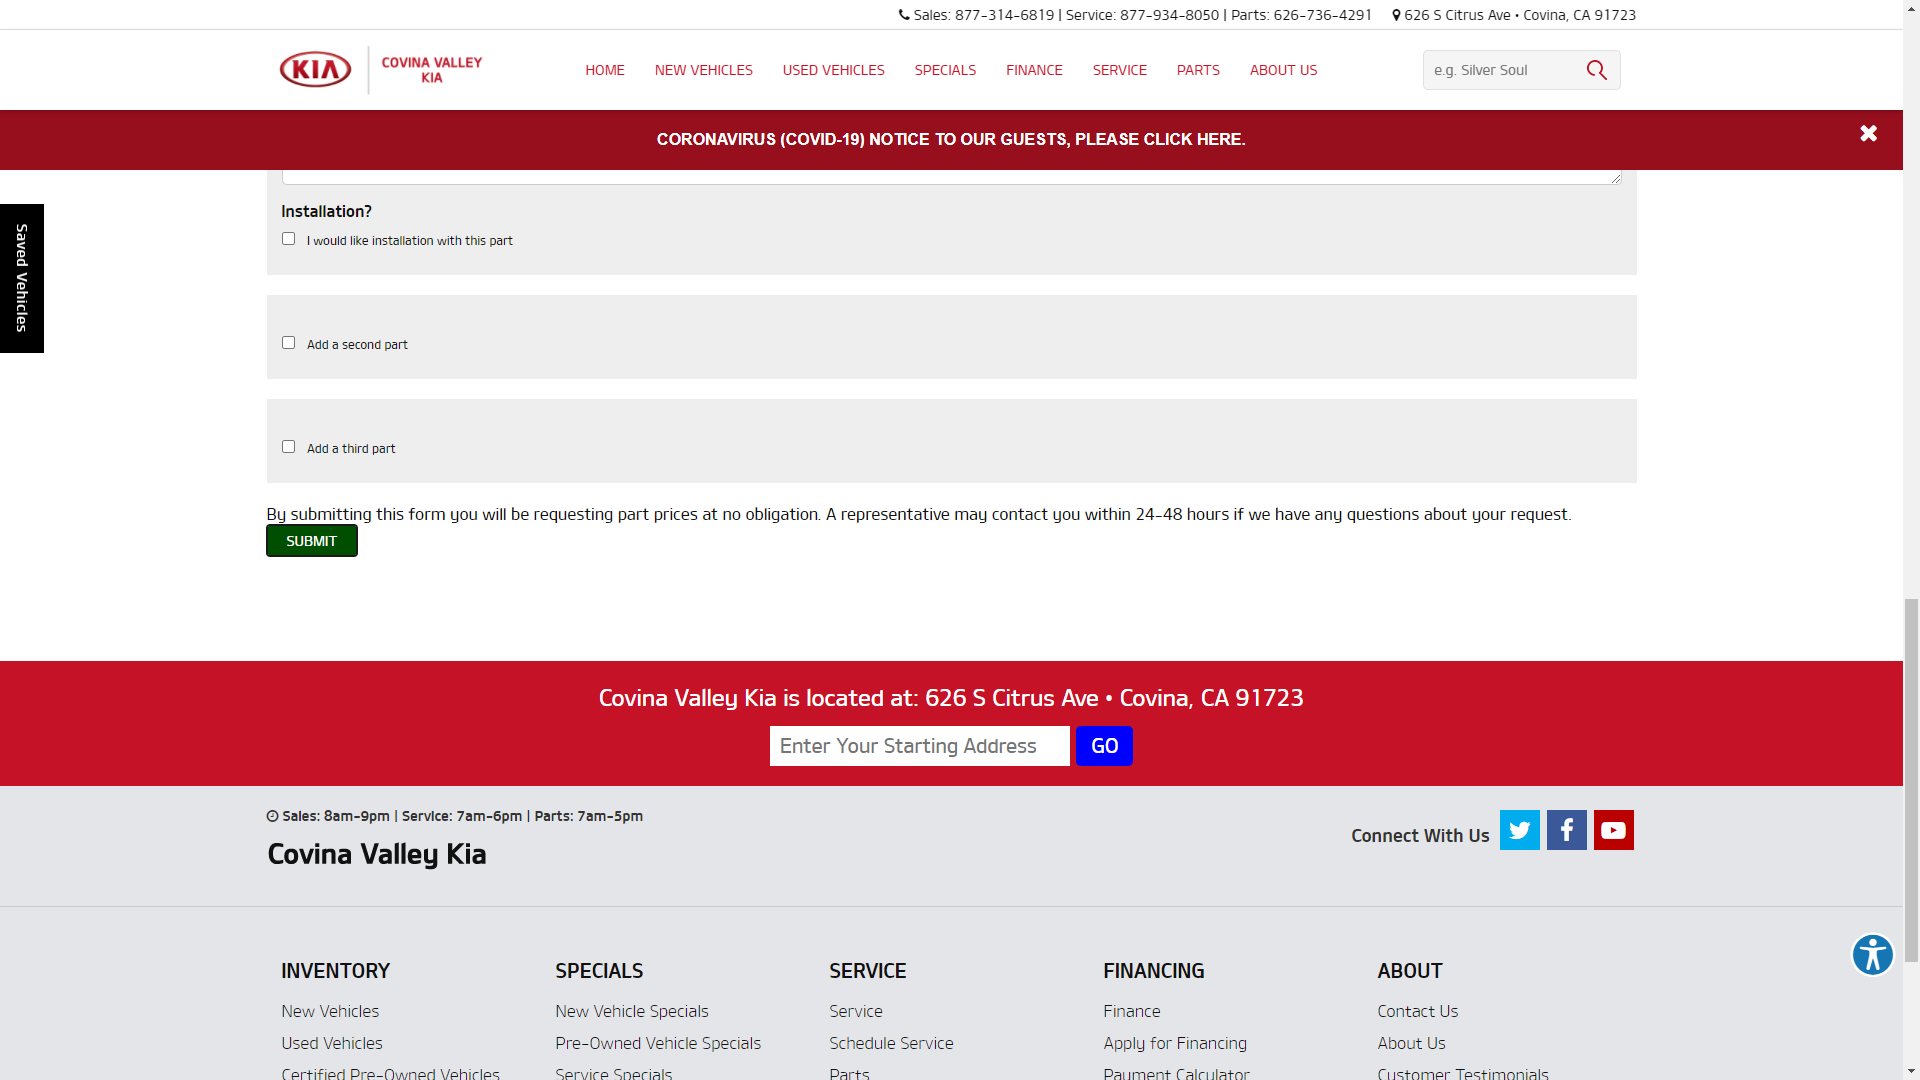 Sales: 877-314-6819 | Service: 877-934-8050 | Parts: 626-736-4291 626 S Citrus Ave • Covina, CA 91723
KIA
COVINA VALLEY
KIA
HOME NEW VEHICLES USED VEHICLES SPECIALS FINANCE SERVICE PARTS ABOUT US
e.g. Silver Soul
CORONAVIRUS (COVID-19) NOTICE TO OUR GUESTS, PLEASE CLICK HERE.
Saved Vehicles
Installation?
I would like installation with this part
Add a second part
Add a third part
By submitting this form you will be requesting part prices at no obligation. A representative may contact you within 24-48 hours if we have any questions about your request.
SUBMIT
Covina Valley Kia is located at: 626 S Citrus Ave • Covina, CA 91723
Enter Your Starting Address GO
Sales: 8am-9pm | Service: 7am-6pm | Parts: 7am-5pm
Covina Valley Kia
Connect With Us
INVENTORY
New Vehicles
Used Vehicles
Certified Pre-Owned Vehicles
SPECIALS
New Vehicle Specials
Pre-Owned Vehicle Specials
Service Specials
SERVICE
Service
Schedule Service
Parts
FINANCING
Finance
Apply for Financing
Payment Calculator
ABOUT
Contact Us
About Us
Customer Testimonials